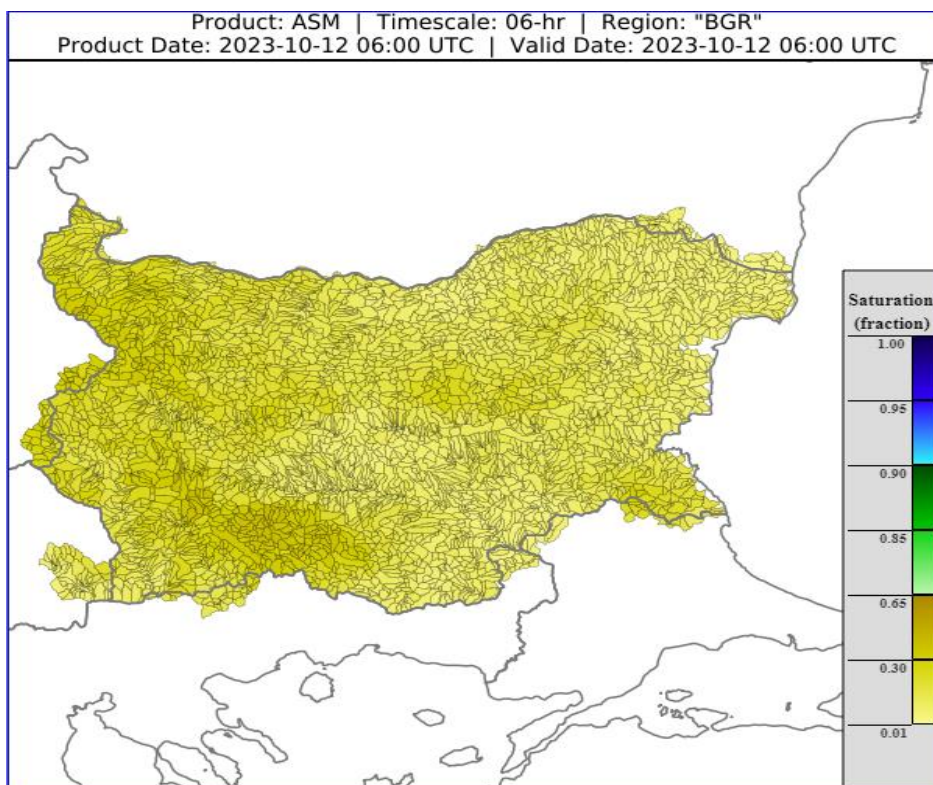 Product: ASM | Timescale: 06-hr | Region: "BGR"
Product Date: 2023-10-12 06:00 UTC | Valid Date: 2023-10-12 06:00 UTC
Saturation
(fraction)
1.00
0.95
0.90
0.85
0.65
0.30
0.01